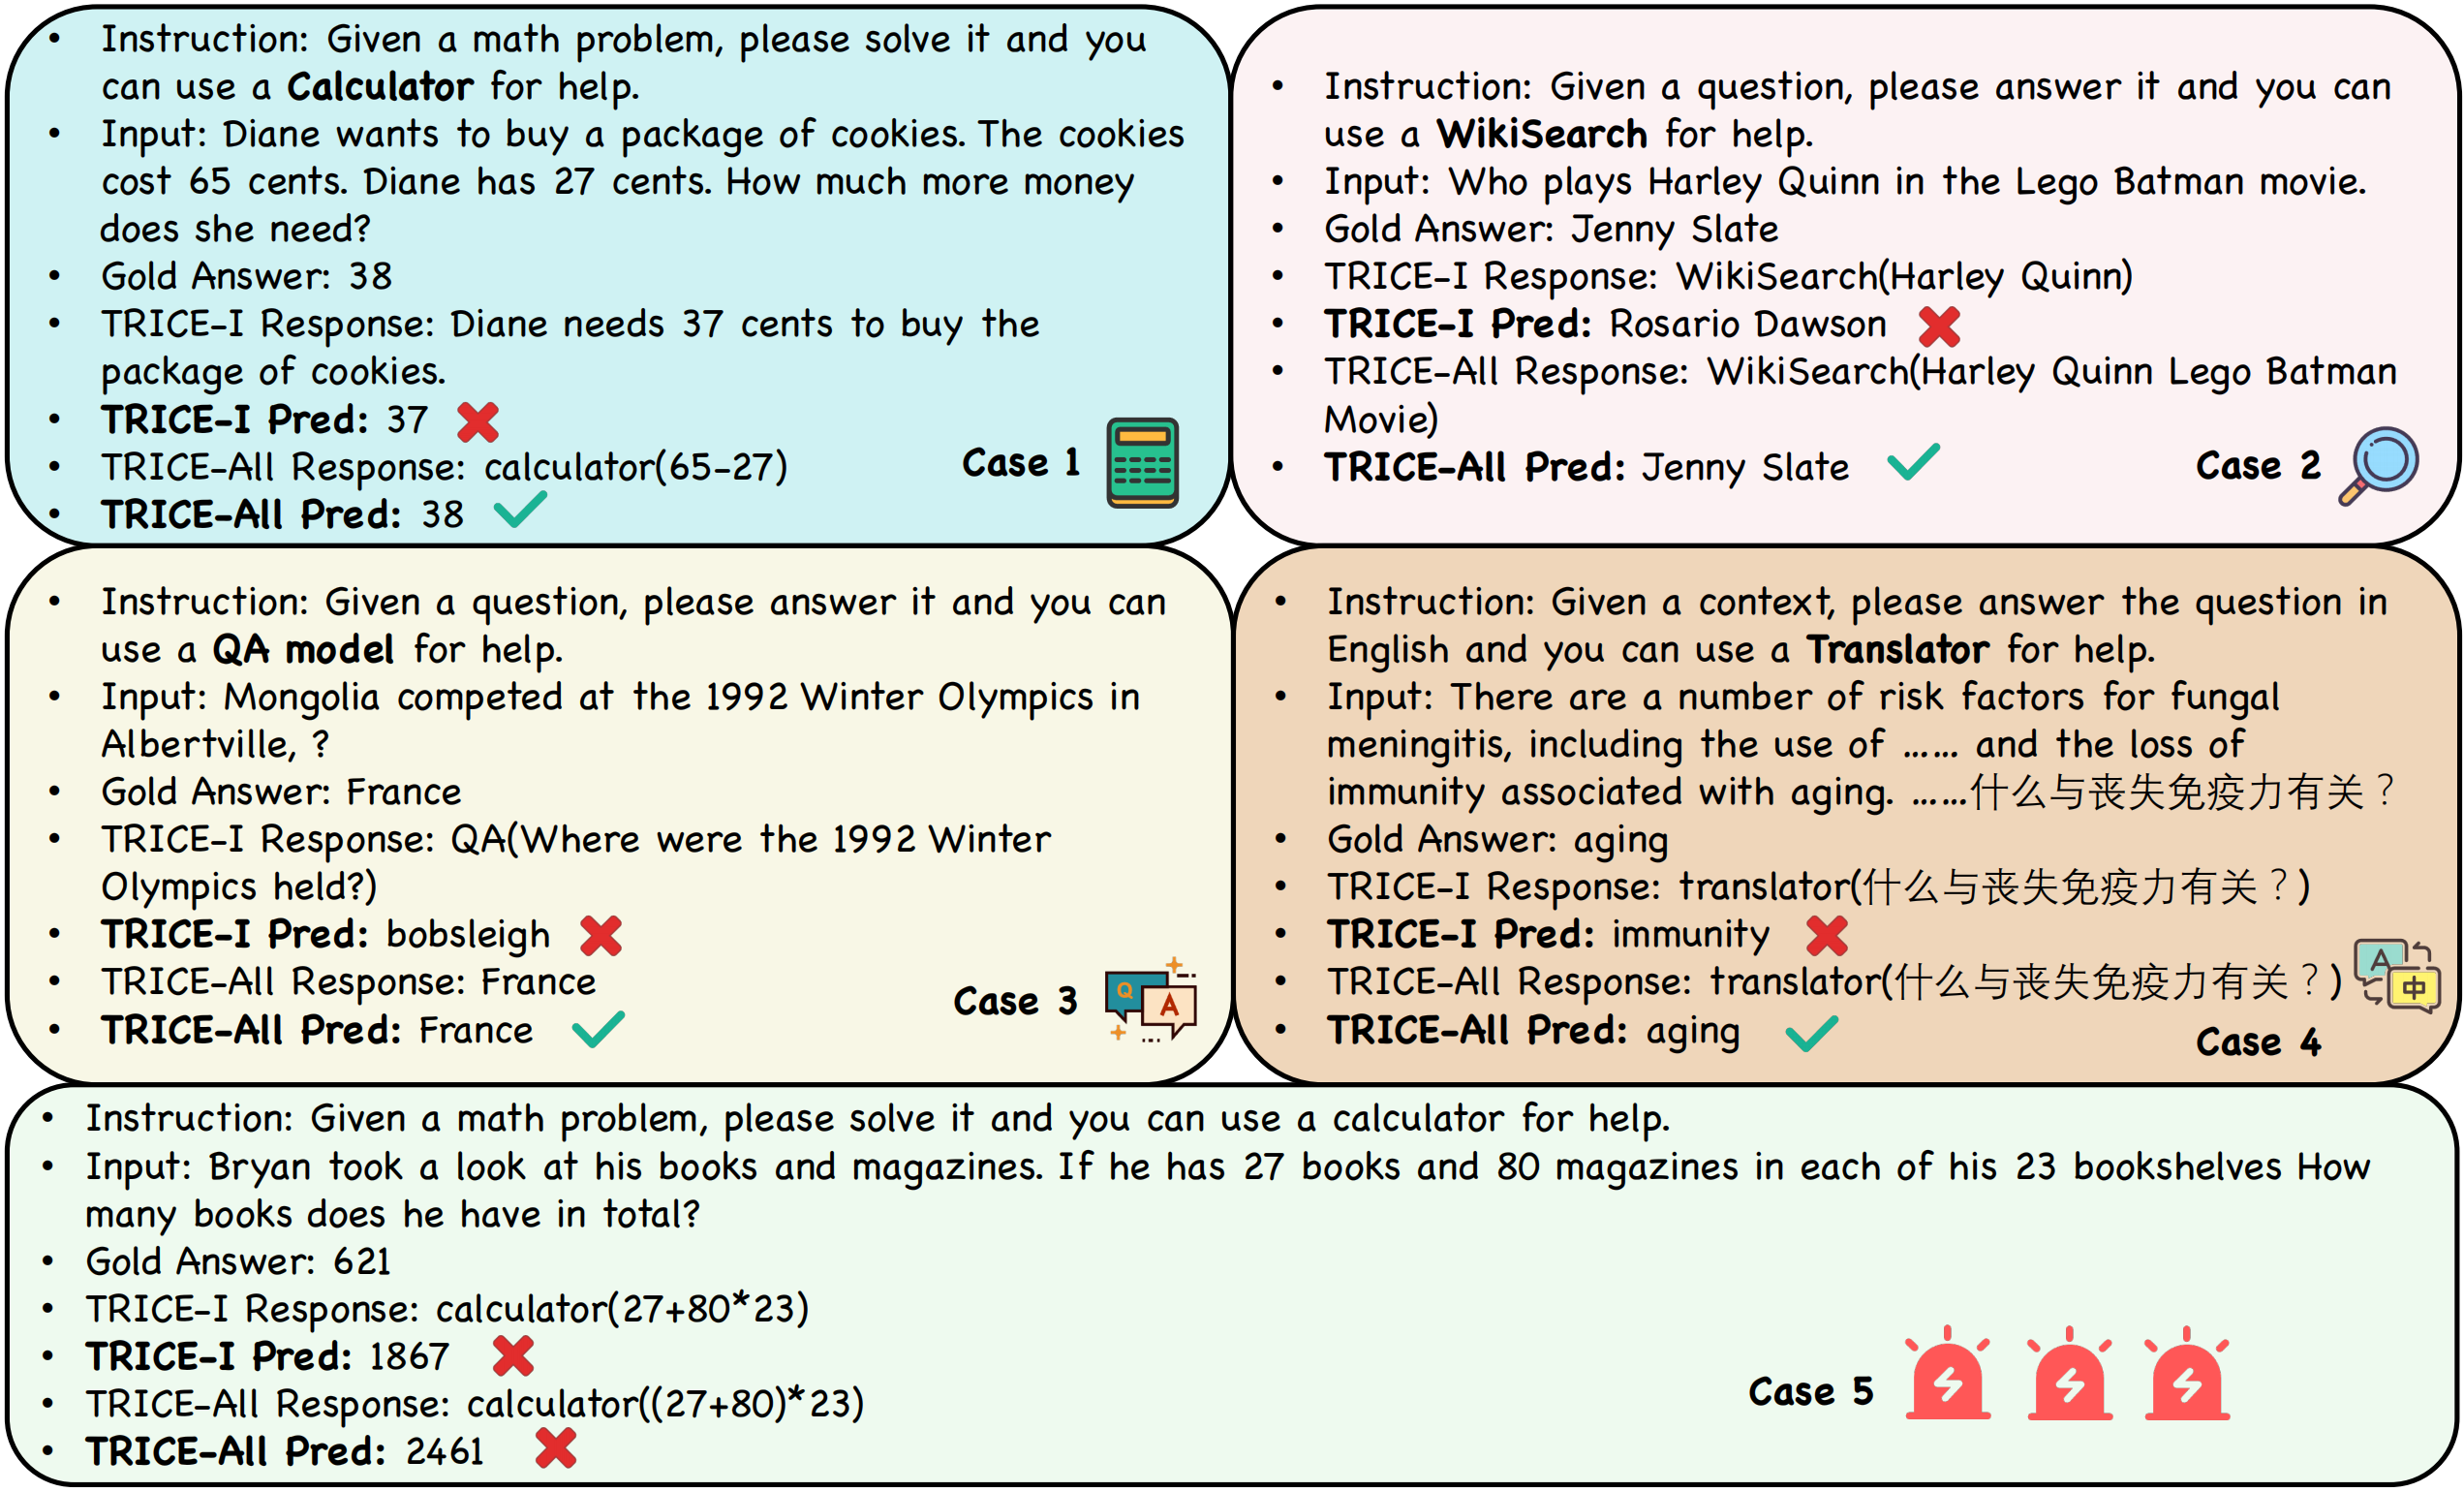 • Instruction: Given a math problem, please solve it and you
can use a Calculator for help.
• Input: Diane wants to buy a package of cookies. The cookies
cost 65 cents. Diane has 27 cents. How much more money
does she need?
• Gold Answer: 38
• TRICE-I Response: Diane needs 37 cents to buy the
package of cookies.
• TRICE-I Pred: 37
• TRICE-All Response: calculator(65-27)
• TRICE-All Pred: 38
Case 1
• Instruction: Given a question, please answer it and you can
use a WikiSearch for help.
• Input: Who plays Harley Quinn in the Lego Batman movie.
• Gold Answer: Jenny Slate
• TRICE-I Response: WikiSearch(Harley Quinn)
• TRICE-I Pred: Rosario Dawson
• TRICE-All Response: WikiSearch(Harley Quinn Lego Batman
Movie)
• TRICE-All Pred: Jenny Slate
Case 2
• Instruction: Given a question, please answer it and you can
use a QA model for help.
• Input: Mongolia competed at the 1992 Winter Olympics in
Albertville, ?
• Gold Answer: France
• TRICE-I Response: QA(Where were the 1992 Winter
Olympics held?)
• TRICE-I Pred: bobsleigh
• TRICE-All Response: France
• TRICE-All Pred: France
Case 3
Q
A
• Instruction: Given a context, please answer the question in
English and you can use a Translator for help.
• Input: There are a number of risk factors for fungal
meningitis, including the use of ...... and the loss of
immunity associated with aging. ......什么与丧失免疫力有关？
• Gold Answer: aging
• TRICE-I Response: translator(什么与丧失免疫力有关？)
• TRICE-I Pred: immunity
• TRICE-All Response: translator(什么与丧失免疫力有关？)
• TRICE-All Pred: aging
A
中
Case 4
• Instruction: Given a math problem, please solve it and you can use a calculator for help.
• Input: Bryan took a look at his books and magazines. If he has 27 books and 80 magazines in each of his 23 bookshelves How
many books does he have in total?
• Gold Answer: 621
• TRICE-I Response: calculator(27+80*23)
• TRICE-I Pred: 1867
• TRICE-All Response: calculator((27+80)*23)
• TRICE-All Pred: 2461
Case 5